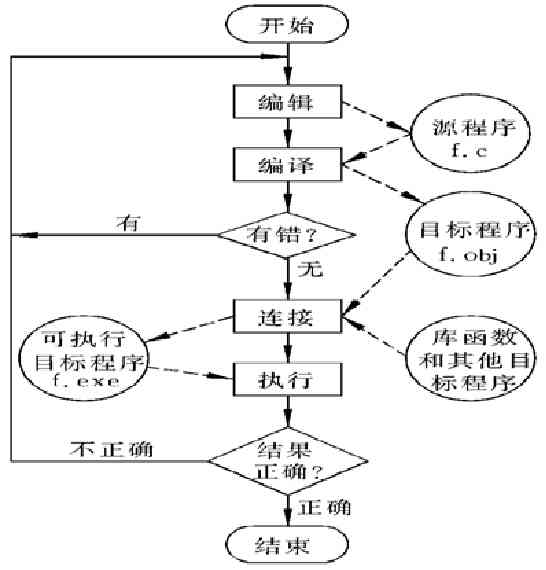 开始
编辑
源程序
f.c
编译
有
有错?
目标程序
f.obj
无
连接
可执行
目标程序
f.exe
库函数
和其他目
标程序
执行
不正确
结果
正确?
正确
结束